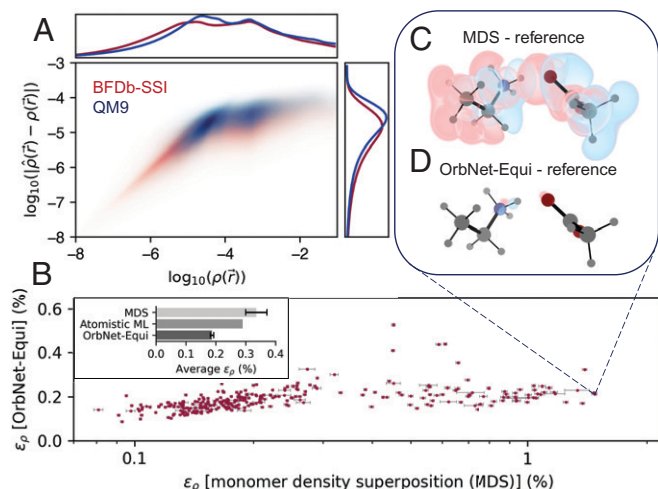 A
−3
−4
−5
−6
−7
−8
log₁₀(|ρ̂(r⃗) − ρ(r⃗)|)
BFDb-SSI
QM9
−8
−6
−4
−2
log₁₀(ρ(r⃗))
C
MDS - reference
D
OrbNet-Equi - reference
B
0.6
0.4
0.2
0.0
ερ [OrbNet-Equi] (%)
MDS
Atomistic ML
OrbNet-Equi
0.0 0.1 0.2 0.3 0.4
Average ερ (%)
0.1
1
ερ [monomer density superposition (MDS)] (%)